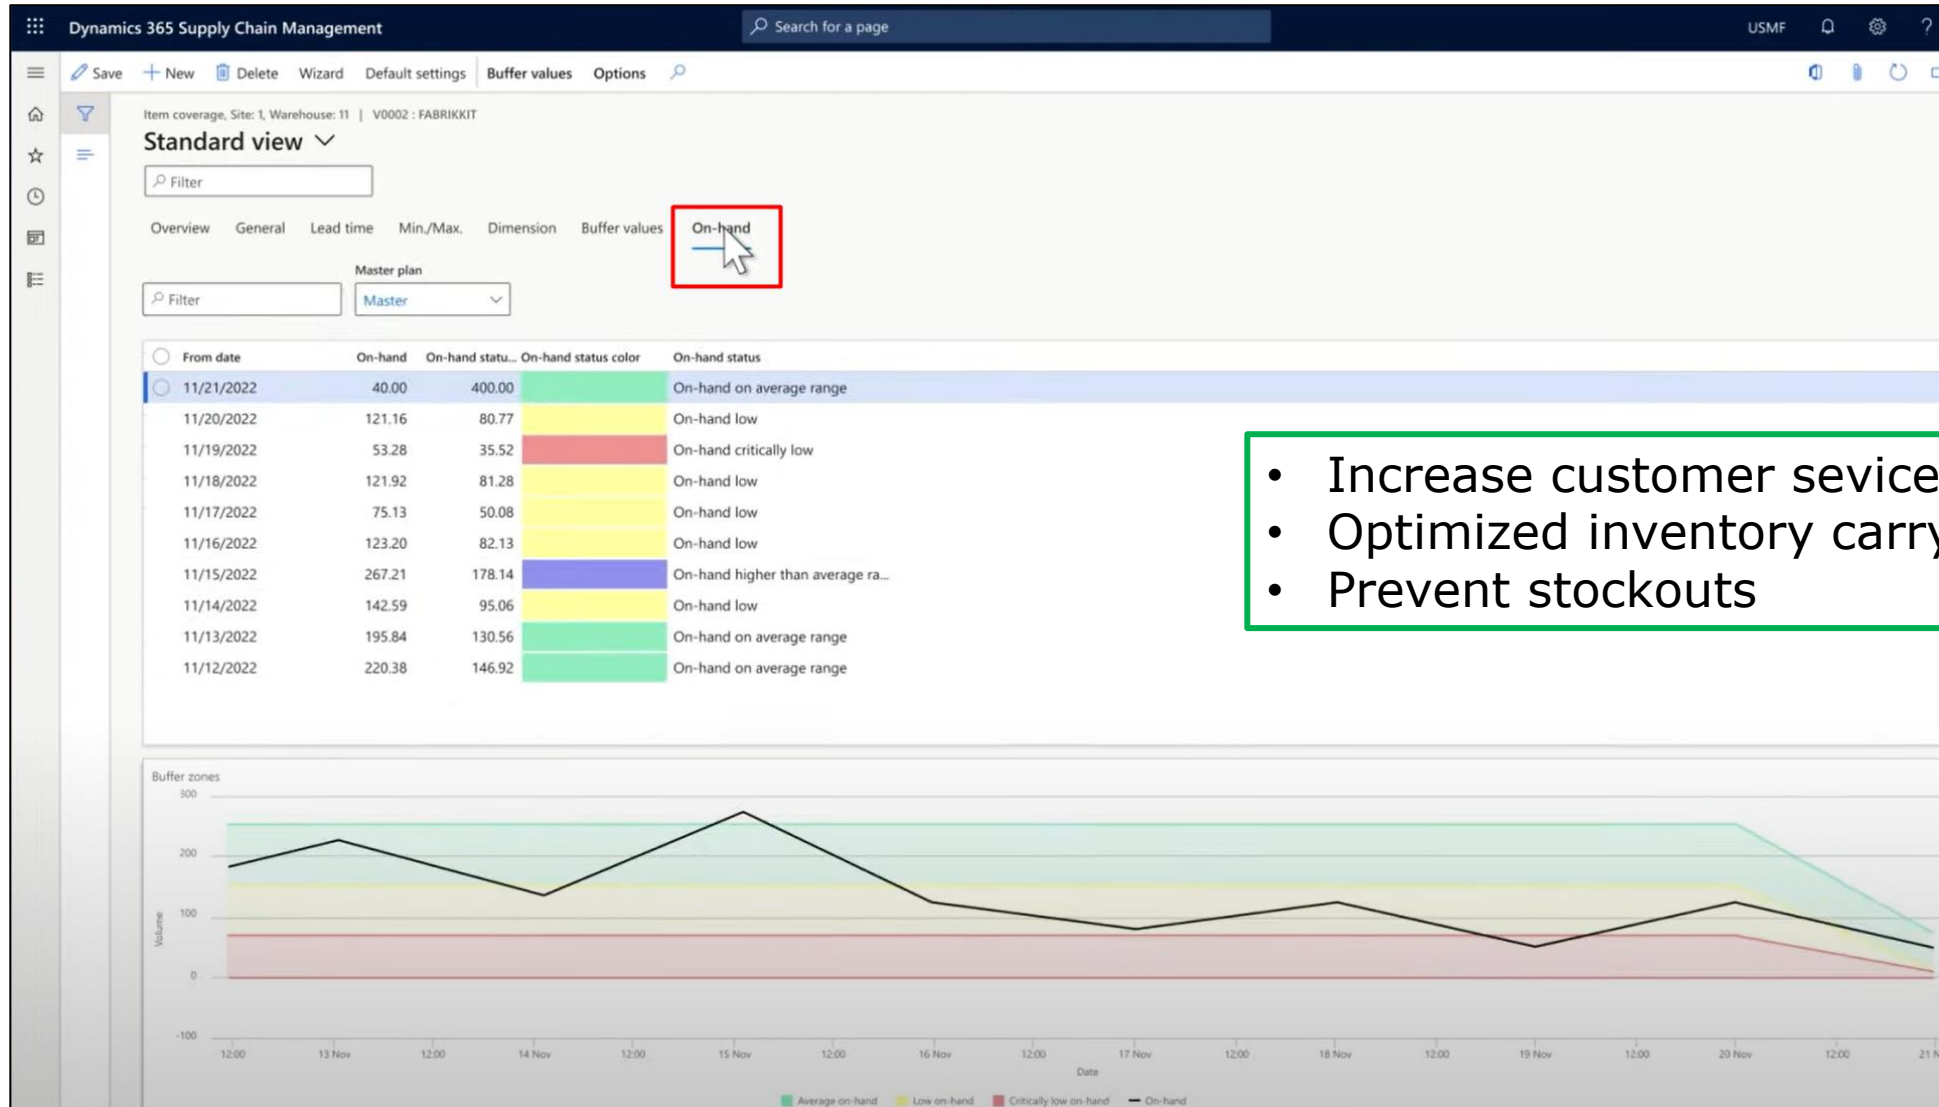 Dynamics 365 Supply Chain Management Search for a page USMF ?
Save New Delete Wizard Default settings Buffer values Options
Item coverage, Site: 1, Warehouse: 11 | V0002 : FABRIKKIT
Standard view
Filter
Overview General Lead time Min./Max. Dimension Buffer values On-hand
Master plan
Filter Master
From date On-hand On-hand statu... On-hand status color On-hand status
11/21/2022 40.00 400.00 On-hand on average range
11/20/2022 121.16 80.77 On-hand low
11/19/2022 53.28 35.52 On-hand critically low
11/18/2022 121.92 81.28 On-hand low
11/17/2022 75.13 50.08 On-hand low
11/16/2022 123.20 82.13 On-hand low
11/15/2022 267.21 178.14 On-hand higher than average ra...
11/14/2022 142.59 95.06 On-hand low
11/13/2022 195.84 130.56 On-hand on average range
11/12/2022 220.38 146.92 On-hand on average range
• Increase customer sevice
• Optimized inventory carry
• Prevent stockouts
Buffer zones
300
200
100
0
-100
Volume
12:00 13 Nov 12:00 14 Nov 12:00 15 Nov 12:00 16 Nov 12:00 17 Nov 12:00 18 Nov 12:00 19 Nov 12:00 20 Nov 12:00 21 N
Date
Average on-hand Low on-hand Critically low on-hand On-hand